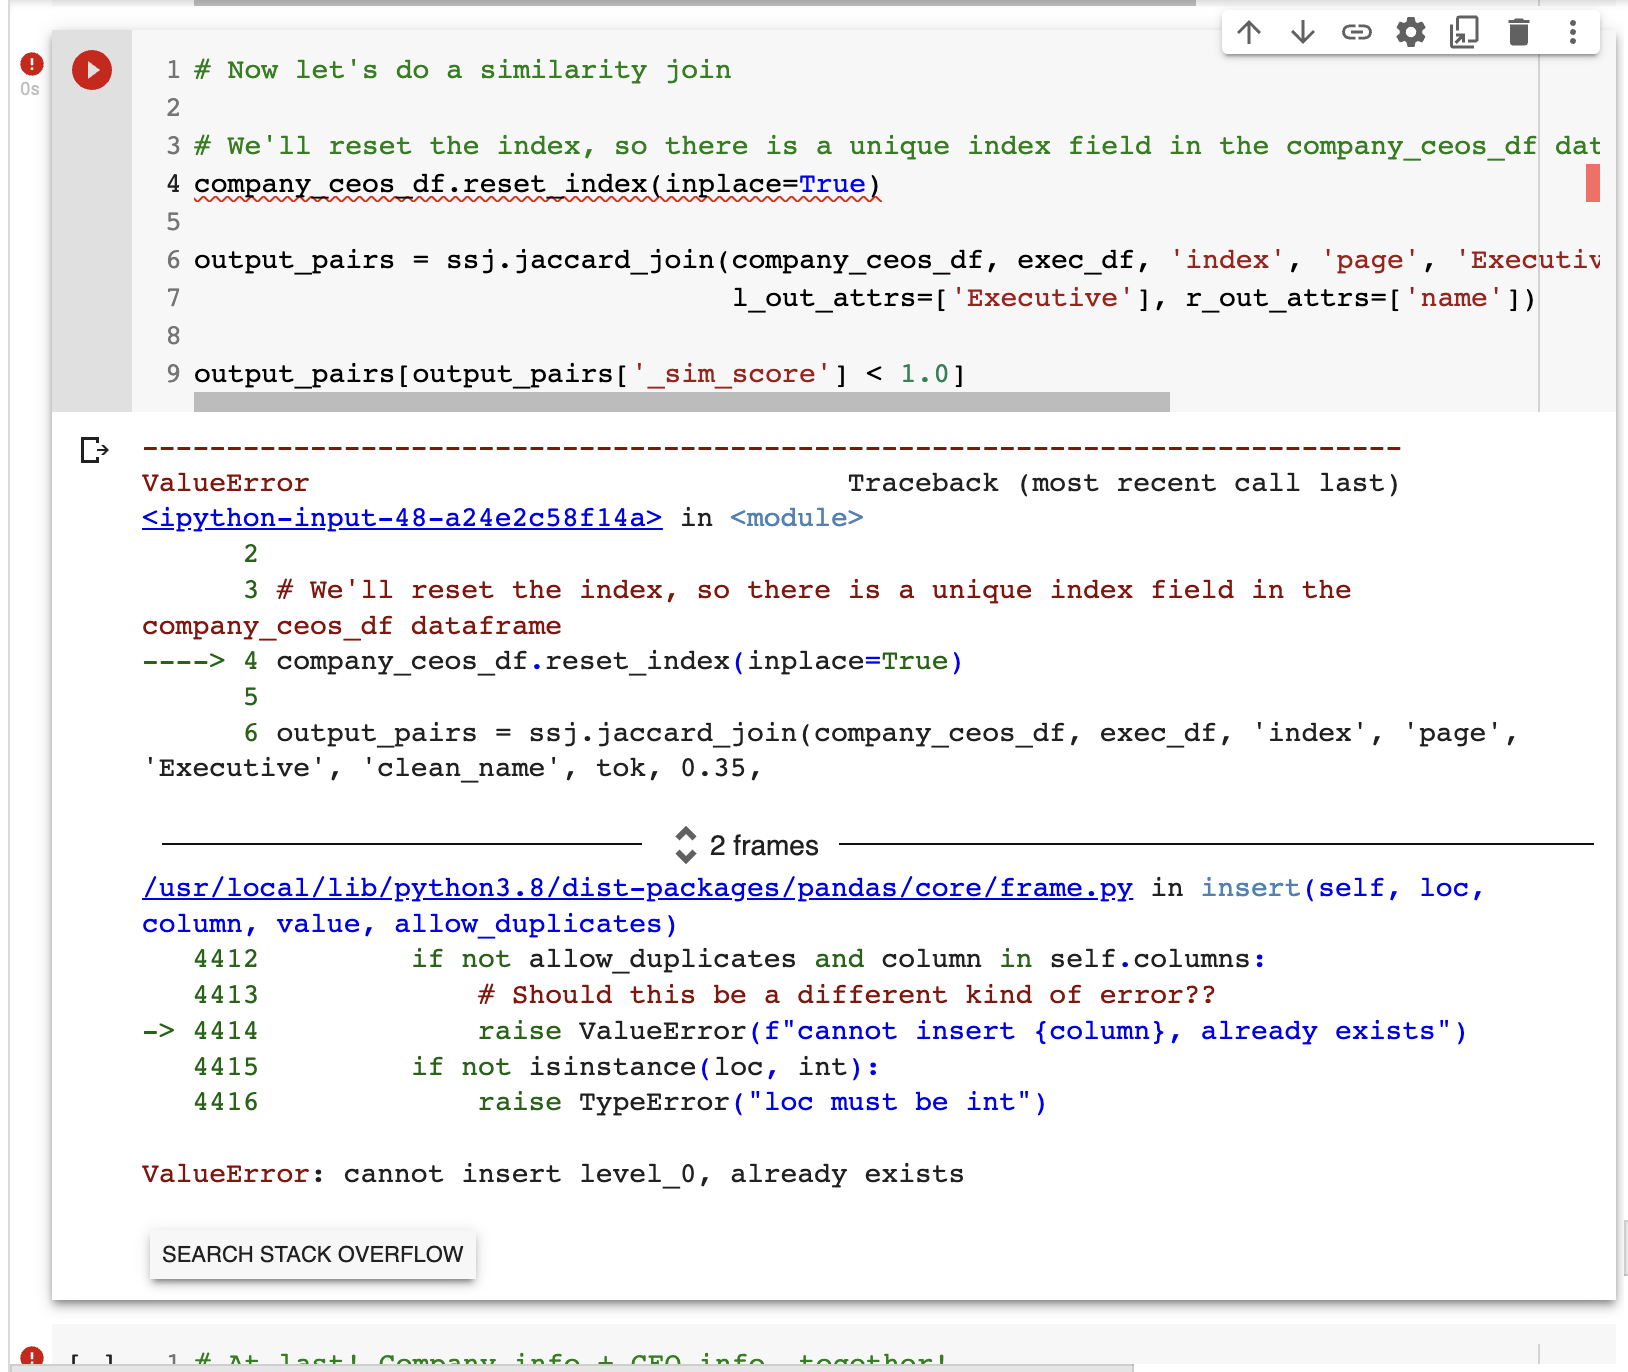 0s
1 # Now let's do a similarity join
2
3 # We'll reset the index, so there is a unique index field in the company_ceos_df dat
4 company_ceos_df.reset_index(inplace=True)
5
6 output_pairs = ssj.jaccard_join(company_ceos_df, exec_df, 'index', 'page', 'Executiv
7 l_out_attrs=['Executive'], r_out_attrs=['name'])
8
9 output_pairs[output_pairs['_sim_score'] < 1.0]
---------------------------------------------------------------------------
ValueError Traceback (most recent call last)
<ipython-input-48-a24e2c58f14a> in <module>
2
3 # We'll reset the index, so there is a unique index field in the
company_ceos_df dataframe
----> 4 company_ceos_df.reset_index(inplace=True)
5
6 output_pairs = ssj.jaccard_join(company_ceos_df, exec_df, 'index', 'page',
'Executive', 'clean_name', tok, 0.35,
2 frames
/usr/local/lib/python3.8/dist-packages/pandas/core/frame.py in insert(self, loc,
column, value, allow_duplicates)
4412 if not allow_duplicates and column in self.columns:
4413 # Should this be a different kind of error??
-> 4414 raise ValueError(f"cannot insert {column}, already exists")
4415 if not isinstance(loc, int):
4416 raise TypeError("loc must be int")
ValueError: cannot insert level_0, already exists
SEARCH STACK OVERFLOW
[ ] 1 # At last! Company info + CEO info, together!